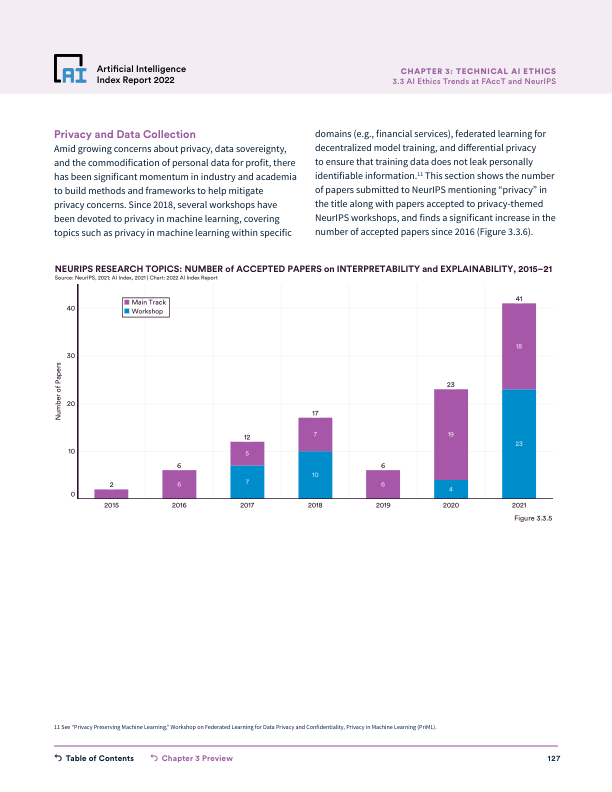 AI
Artificial Intelligence
Index Report 2022
CHAPTER 3: TECHNICAL AI ETHICS
3.3 AI Ethics Trends at FAccT and NeurIPS
Privacy and Data Collection
Amid growing concerns about privacy, data sovereignty,
and the commodification of personal data for profit, there
has been significant momentum in industry and academia
to build methods and frameworks to help mitigate
privacy concerns. Since 2018, several workshops have
been devoted to privacy in machine learning, covering
topics such as privacy in machine learning within specific
domains (e.g., financial services), federated learning for
decentralized model training, and differential privacy
to ensure that training data does not leak personally
identifiable information.¹¹ This section shows the number
of papers submitted to NeurIPS mentioning “privacy” in
the title along with papers accepted to privacy-themed
NeurIPS workshops, and finds a significant increase in the
number of accepted papers since 2016 (Figure 3.3.6).
NEURIPS RESEARCH TOPICS: NUMBER of ACCEPTED PAPERS on INTERPRETABILITY and EXPLAINABILITY, 2015–21
Source: NeurIPS, 2021; AI Index, 2021 | Chart: 2022 AI Index Report
Main Track
Workshop
Number of Papers
40
30
20
10
0
2
6
6
12
5
7
17
7
10
6
6
23
19
4
41
18
23
2015
2016
2017
2018
2019
2020
2021
Figure 3.3.5
11 See “Privacy Preserving Machine Learning,” Workshop on Federated Learning for Data Privacy and Confidentiality, Privacy in Machine Learning (PriML).
Table of Contents
Chapter 3 Preview
127